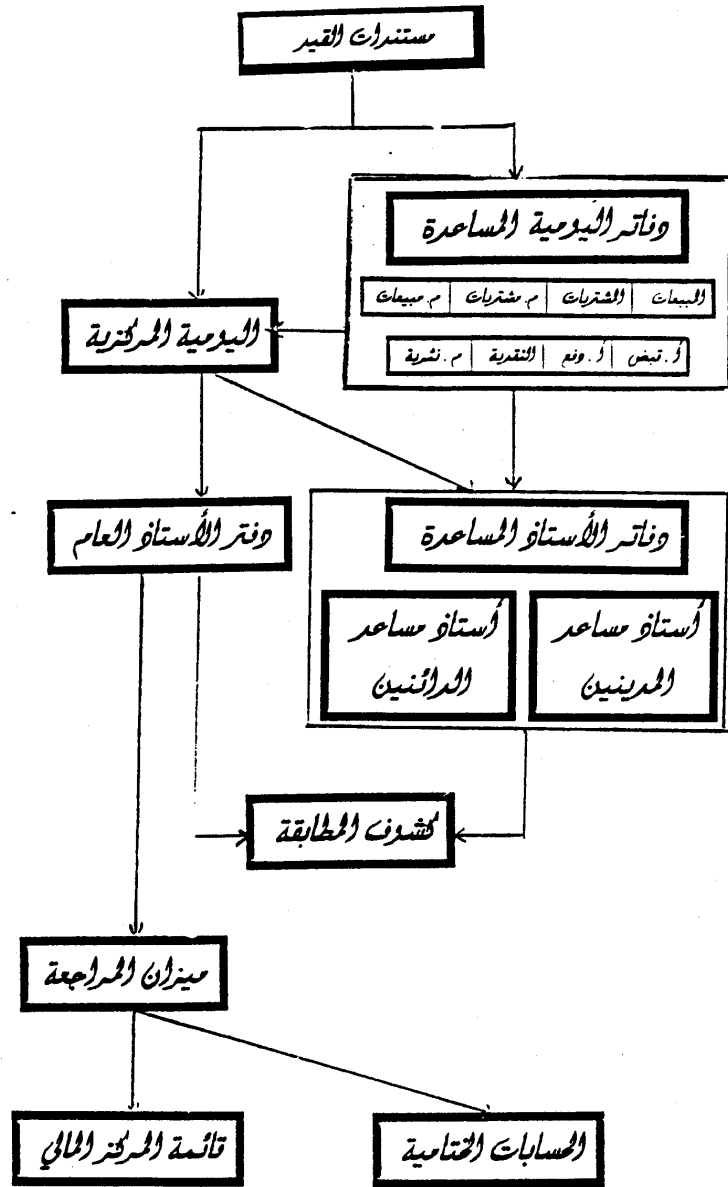 مستندات القيد
دفاتر اليومية المساعدة
المبيعات | المشتريات | م. مشتريات | م. مبيعات
أ. قبض | أ. دفع | النقدية | م. نثرية
اليومية المركزية
دفتر الأستاذ العام
دفاتر الأستاذ المساعدة
أستاذ مساعد
المدينين
أستاذ مساعد
الدائنين
كشوف المطابقة
ميزان المراجعة
الحسابات الختامية
قائمة المركز المالي